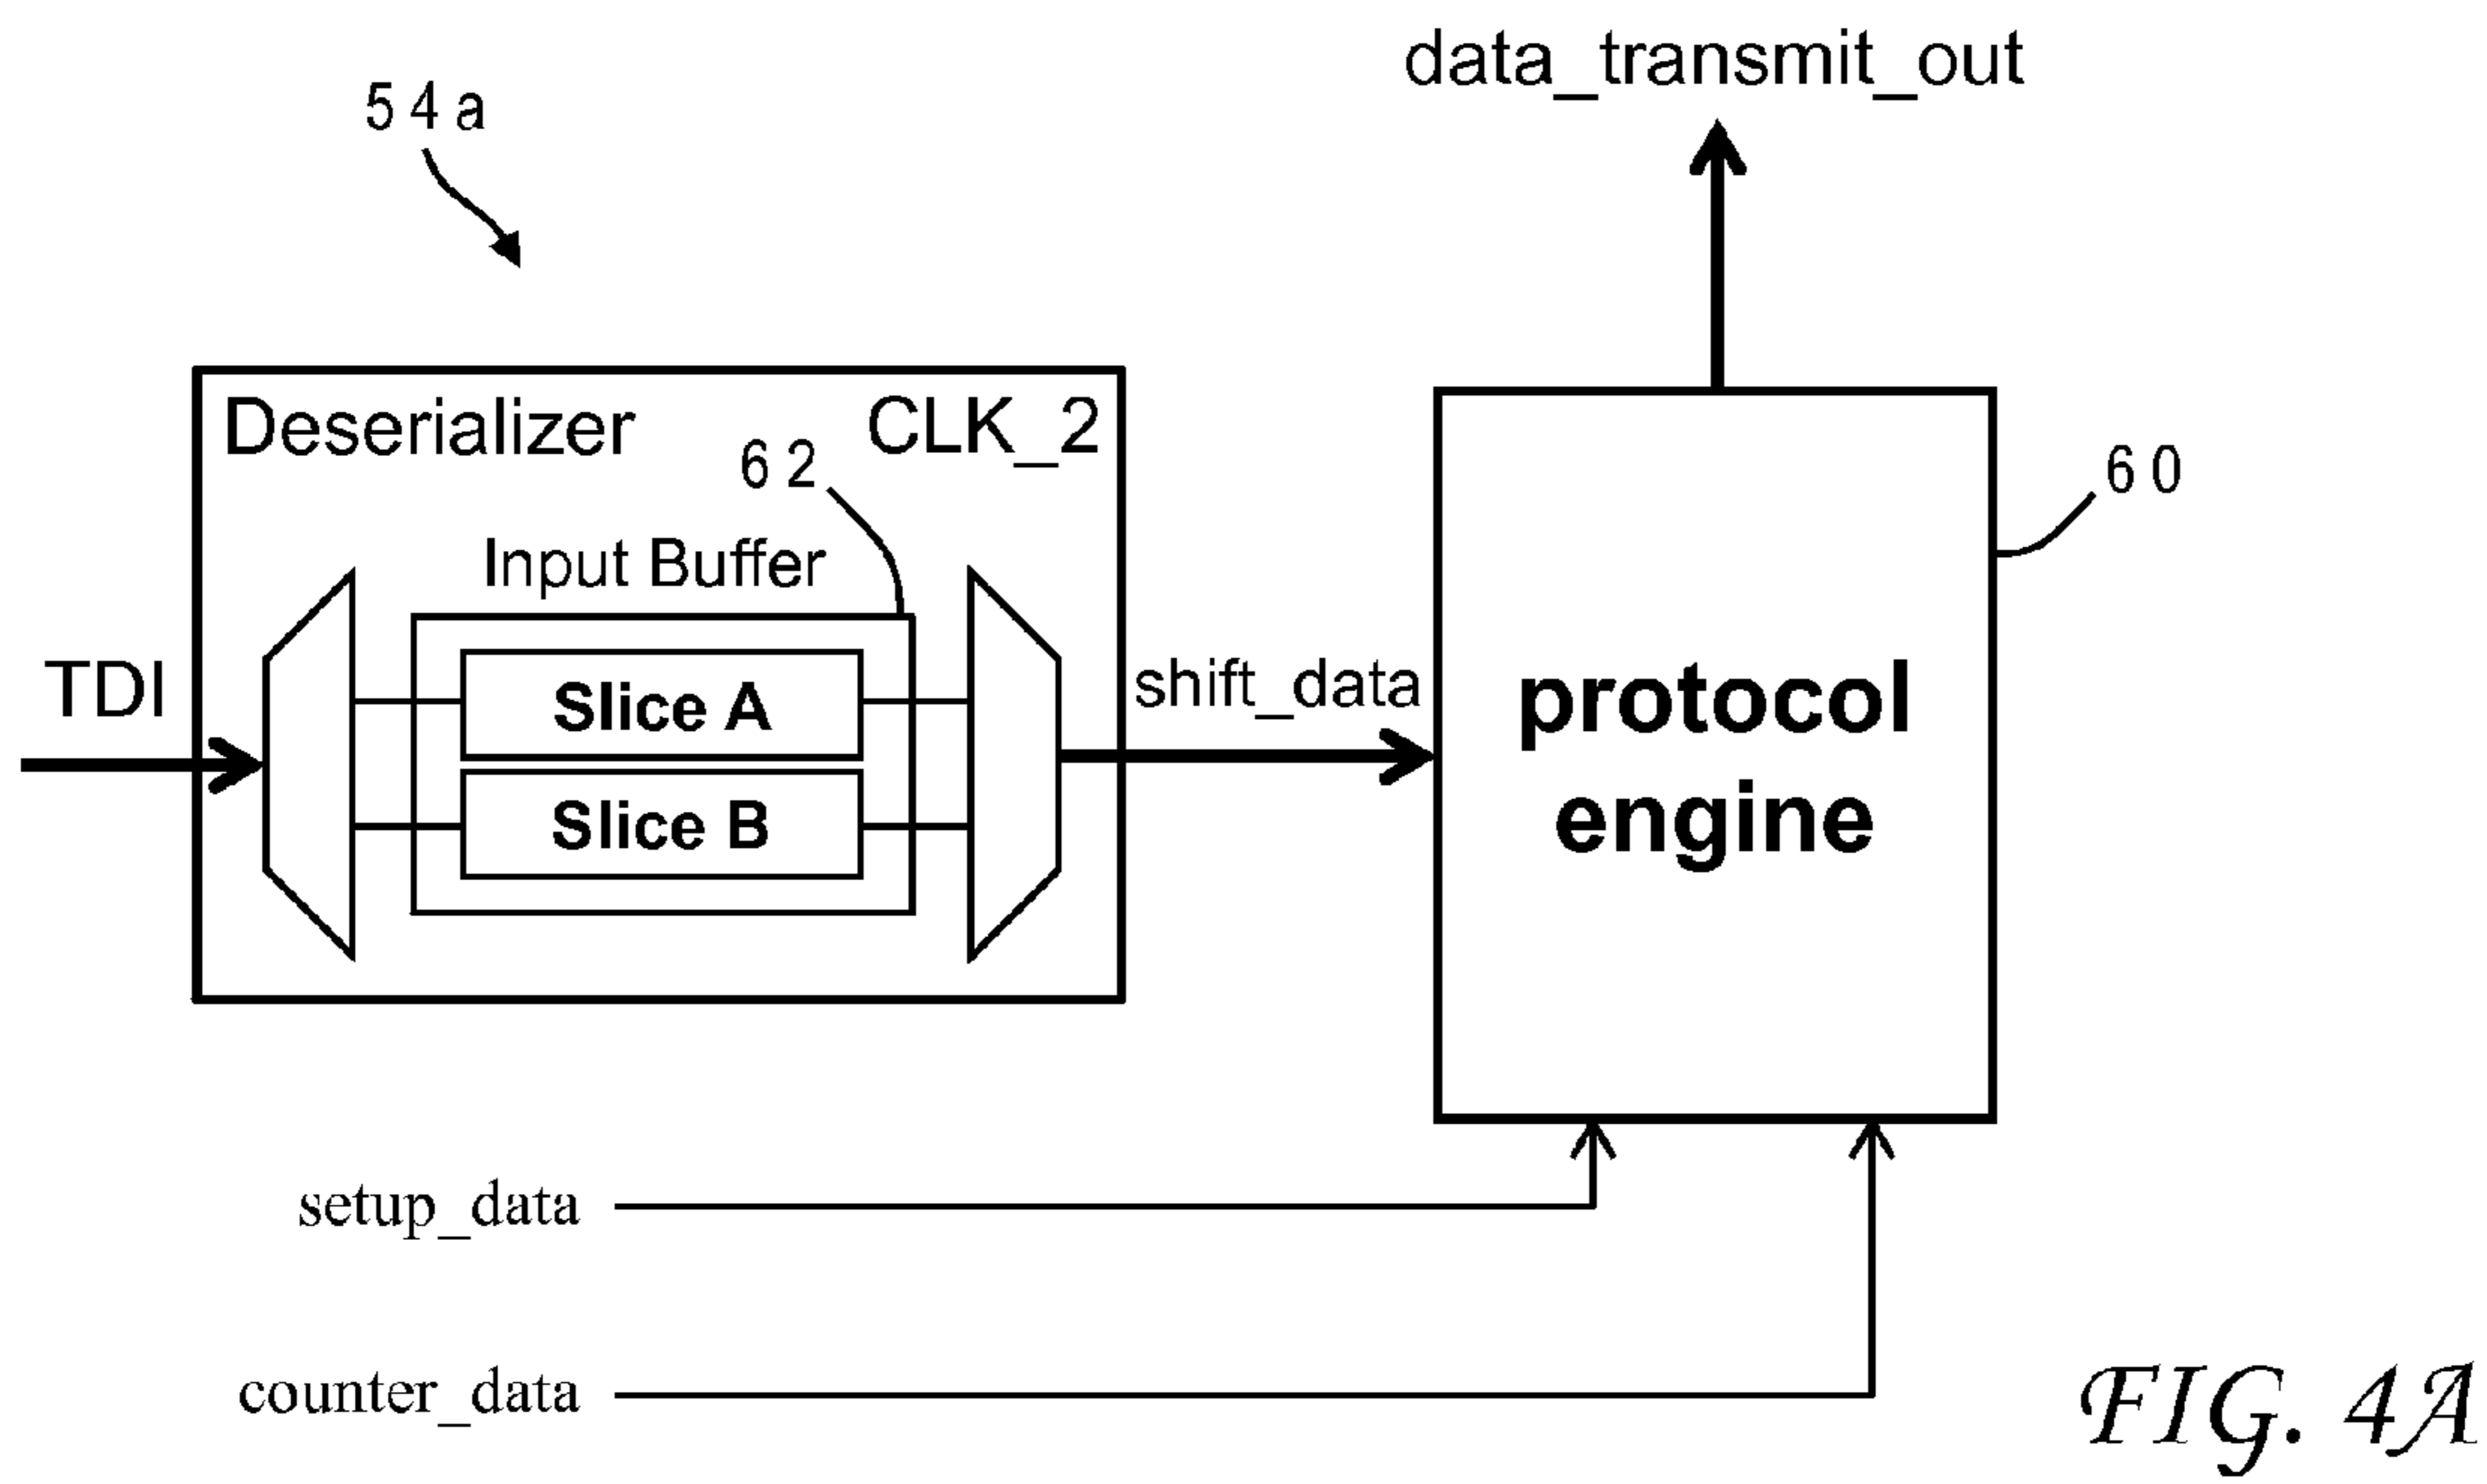 data_transmit_out
54a
Deserializer
CLK_2
62
60
Input Buffer
TDI
Slice A
shift_data
protocol
engine
Slice B
setup_data
counter_data
FIG. 4A